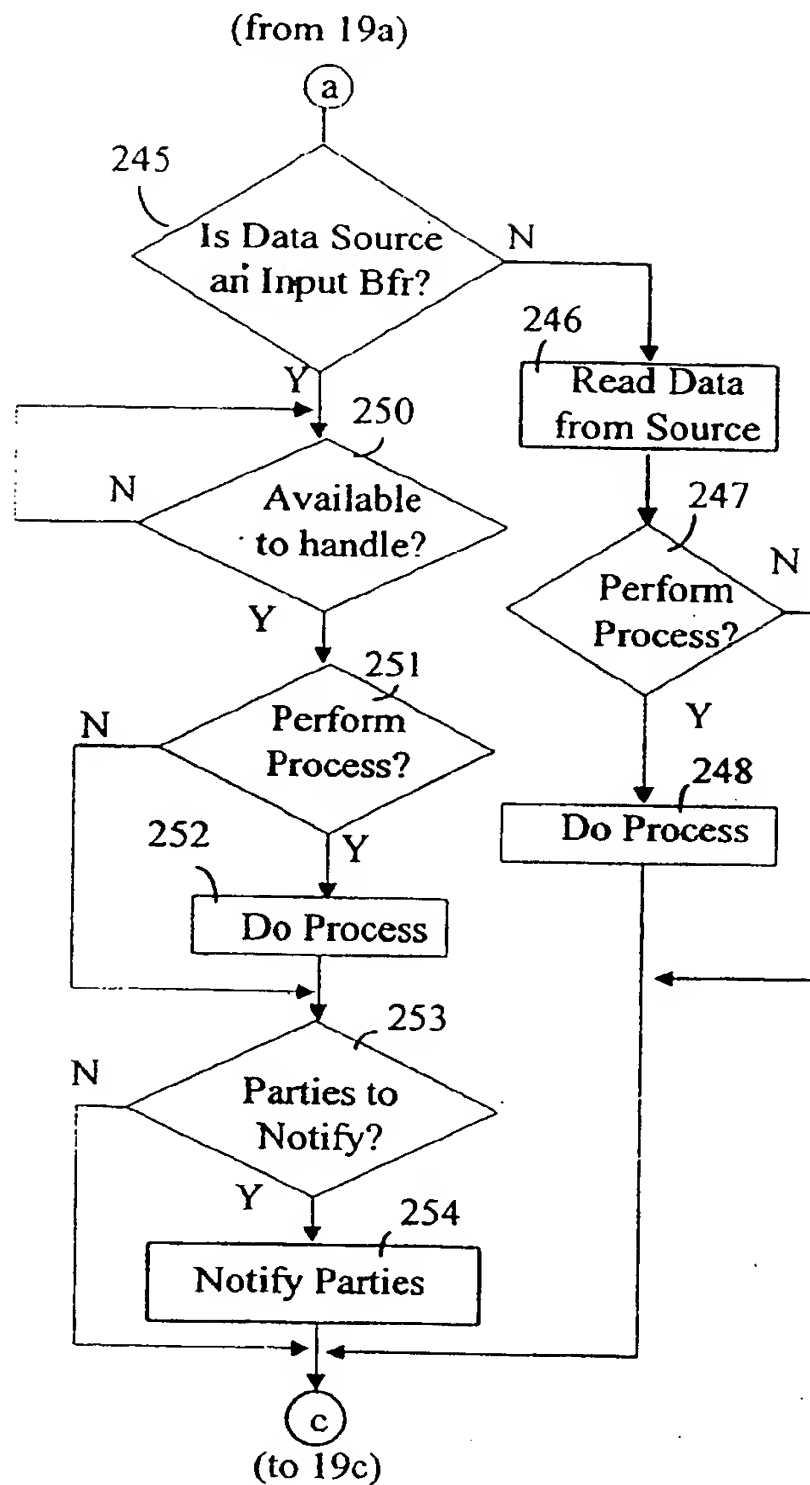 (from 19a)
a
245
Is Data Source
an Input Bfr?
N
Y
246
Read Data
from Source
250
Available
to handle?
N
Y
247
Perform
Process?
N
Y
251
Perform
Process?
N
Y
248
Do Process
252
Do Process
253
Parties to
Notify?
N
Y
254
Notify Parties
c
(to 19c)